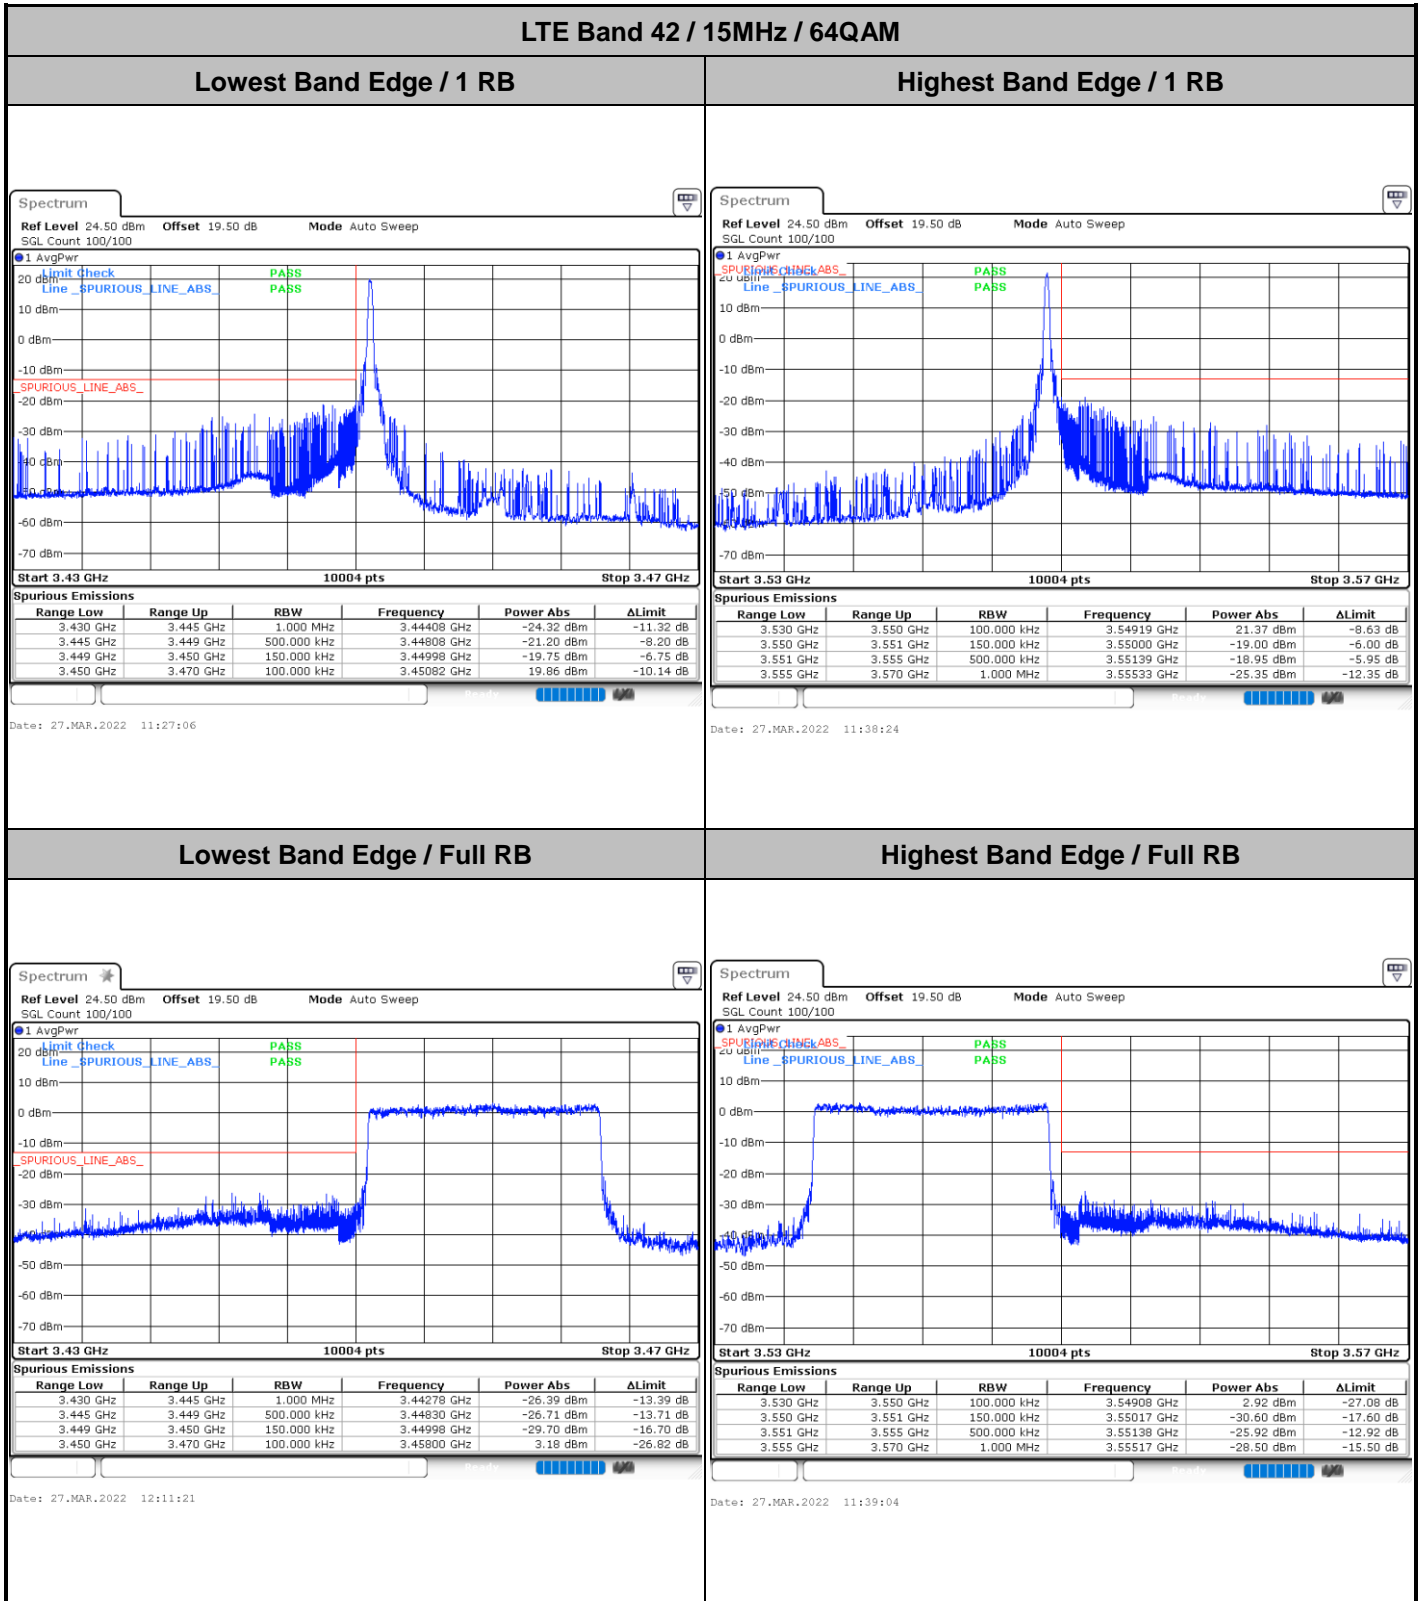 LTE Band 42 / 15MHz / 64QAM
Lowest Band Edge / 1 RB
Highest Band Edge / 1 RB
Spectrum
Ref Level 24.50 dBm Offset 19.50 dB Mode Auto Sweep
SGL Count 100/100
1 AvgPwr
Limit Check PASS
20 dBm
Line _SPURIOUS_LINE_ABS_ PASS
10 dBm
0 dBm
-10 dBm
_SPURIOUS_LINE_ABS_
-20 dBm
-30 dBm
-40 dBm
-50 dBm
-60 dBm
-70 dBm
Start 3.43 GHz 10004 pts Stop 3.47 GHz
Spurious Emissions
Range Low Range Up RBW Frequency Power Abs ΔLimit
3.430 GHz 3.445 GHz 1.000 MHz 3.44408 GHz -24.32 dBm -11.32 dB
3.445 GHz 3.449 GHz 500.000 kHz 3.44808 GHz -21.20 dBm -8.20 dB
3.449 GHz 3.450 GHz 150.000 kHz 3.44998 GHz -19.75 dBm -6.75 dB
3.450 GHz 3.470 GHz 100.000 kHz 3.45082 GHz 19.86 dBm -10.14 dB
Ready
Date: 27.MAR.2022 11:27:06
Spectrum
Ref Level 24.50 dBm Offset 19.50 dB Mode Auto Sweep
SGL Count 100/100
1 AvgPwr
_SPURIOUS_LINE_ABS_
Limit Check PASS
20 dBm
Line _SPURIOUS_LINE_ABS_ PASS
10 dBm
0 dBm
-10 dBm
-20 dBm
-30 dBm
-40 dBm
-50 dBm
-60 dBm
-70 dBm
Start 3.53 GHz 10004 pts Stop 3.57 GHz
Spurious Emissions
Range Low Range Up RBW Frequency Power Abs ΔLimit
3.530 GHz 3.550 GHz 100.000 kHz 3.54919 GHz 21.37 dBm -8.63 dB
3.550 GHz 3.551 GHz 150.000 kHz 3.55000 GHz -19.00 dBm -6.00 dB
3.551 GHz 3.555 GHz 500.000 kHz 3.55139 GHz -18.95 dBm -5.95 dB
3.555 GHz 3.570 GHz 1.000 MHz 3.55533 GHz -25.35 dBm -12.35 dB
Ready
Date: 27.MAR.2022 11:38:24
Lowest Band Edge / Full RB
Highest Band Edge / Full RB
Spectrum
Ref Level 24.50 dBm Offset 19.50 dB Mode Auto Sweep
SGL Count 100/100
1 AvgPwr
Limit Check PASS
20 dBm
Line _SPURIOUS_LINE_ABS_ PASS
10 dBm
0 dBm
-10 dBm
_SPURIOUS_LINE_ABS_
-20 dBm
-30 dBm
-40 dBm
-50 dBm
-60 dBm
-70 dBm
Start 3.43 GHz 10004 pts Stop 3.47 GHz
Spurious Emissions
Range Low Range Up RBW Frequency Power Abs ΔLimit
3.430 GHz 3.445 GHz 1.000 MHz 3.44278 GHz -26.39 dBm -13.39 dB
3.445 GHz 3.449 GHz 500.000 kHz 3.44830 GHz -26.71 dBm -13.71 dB
3.449 GHz 3.450 GHz 150.000 kHz 3.44998 GHz -29.70 dBm -16.70 dB
3.450 GHz 3.470 GHz 100.000 kHz 3.45800 GHz 3.18 dBm -26.82 dB
Ready
Date: 27.MAR.2022 12:11:21
Spectrum
Ref Level 24.50 dBm Offset 19.50 dB Mode Auto Sweep
SGL Count 100/100
1 AvgPwr
_SPURIOUS_LINE_ABS_
Limit Check PASS
20 dBm
Line _SPURIOUS_LINE_ABS_ PASS
10 dBm
0 dBm
-10 dBm
-20 dBm
-30 dBm
-40 dBm
-50 dBm
-60 dBm
-70 dBm
Start 3.53 GHz 10004 pts Stop 3.57 GHz
Spurious Emissions
Range Low Range Up RBW Frequency Power Abs ΔLimit
3.530 GHz 3.550 GHz 100.000 kHz 3.54908 GHz 2.92 dBm -27.08 dB
3.550 GHz 3.551 GHz 150.000 kHz 3.55017 GHz -30.60 dBm -17.60 dB
3.551 GHz 3.555 GHz 500.000 kHz 3.55138 GHz -25.92 dBm -12.92 dB
3.555 GHz 3.570 GHz 1.000 MHz 3.55517 GHz -28.50 dBm -15.50 dB
Ready
Date: 27.MAR.2022 11:39:04